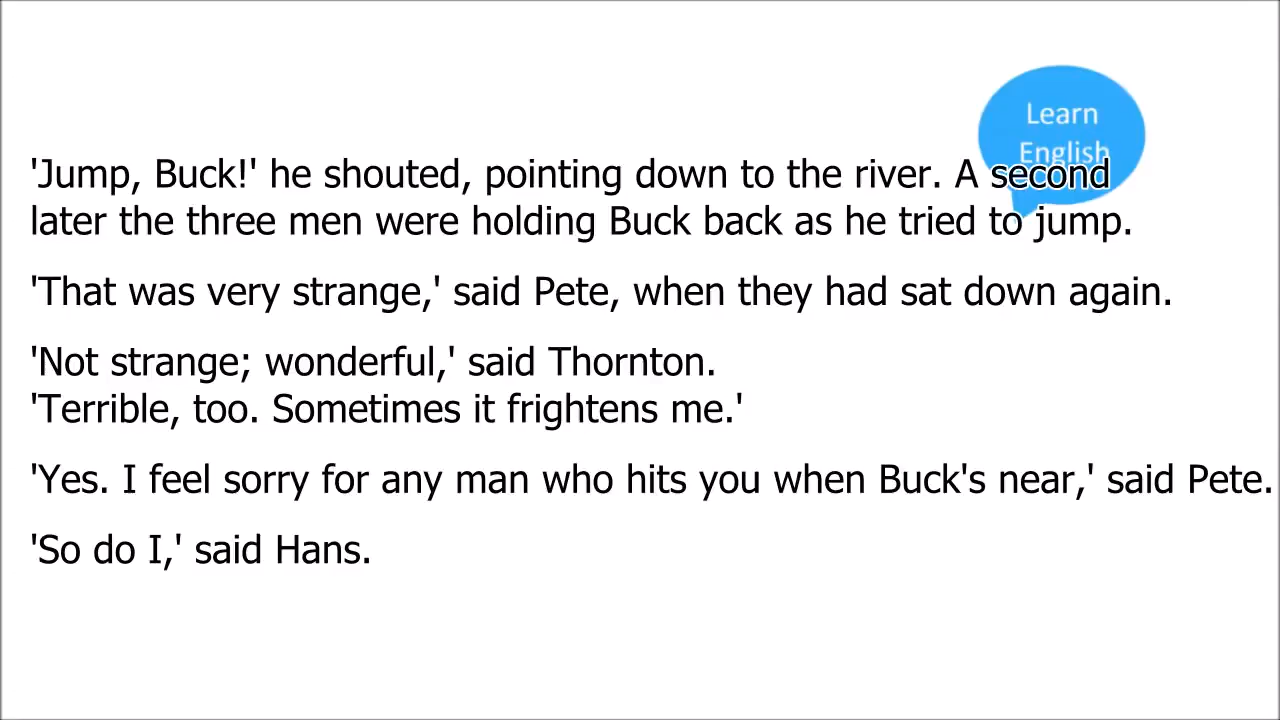 Learn
English
'Jump, Buck!' he shouted, pointing down to the river. A second
later the three men were holding Buck back as he tried to jump.
'That was very strange,' said Pete, when they had sat down again.
'Not strange; wonderful,' said Thornton.
'Terrible, too. Sometimes it frightens me.'
'Yes. I feel sorry for any man who hits you when Buck's near,' said Pete.
'So do I,' said Hans.